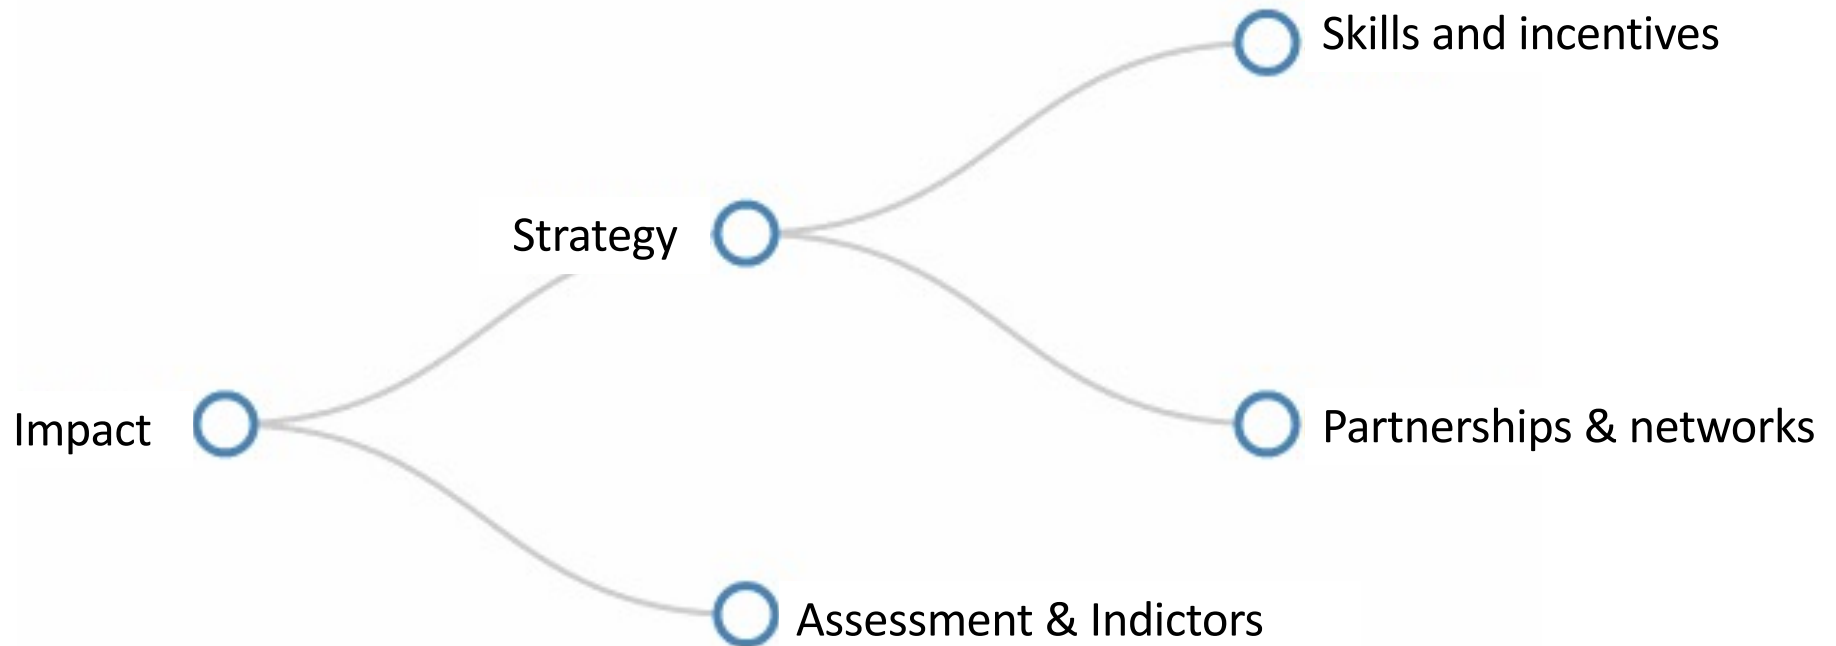 Skills and incentives
Strategy
Impact
Partnerships & networks
Assessment & Indictors